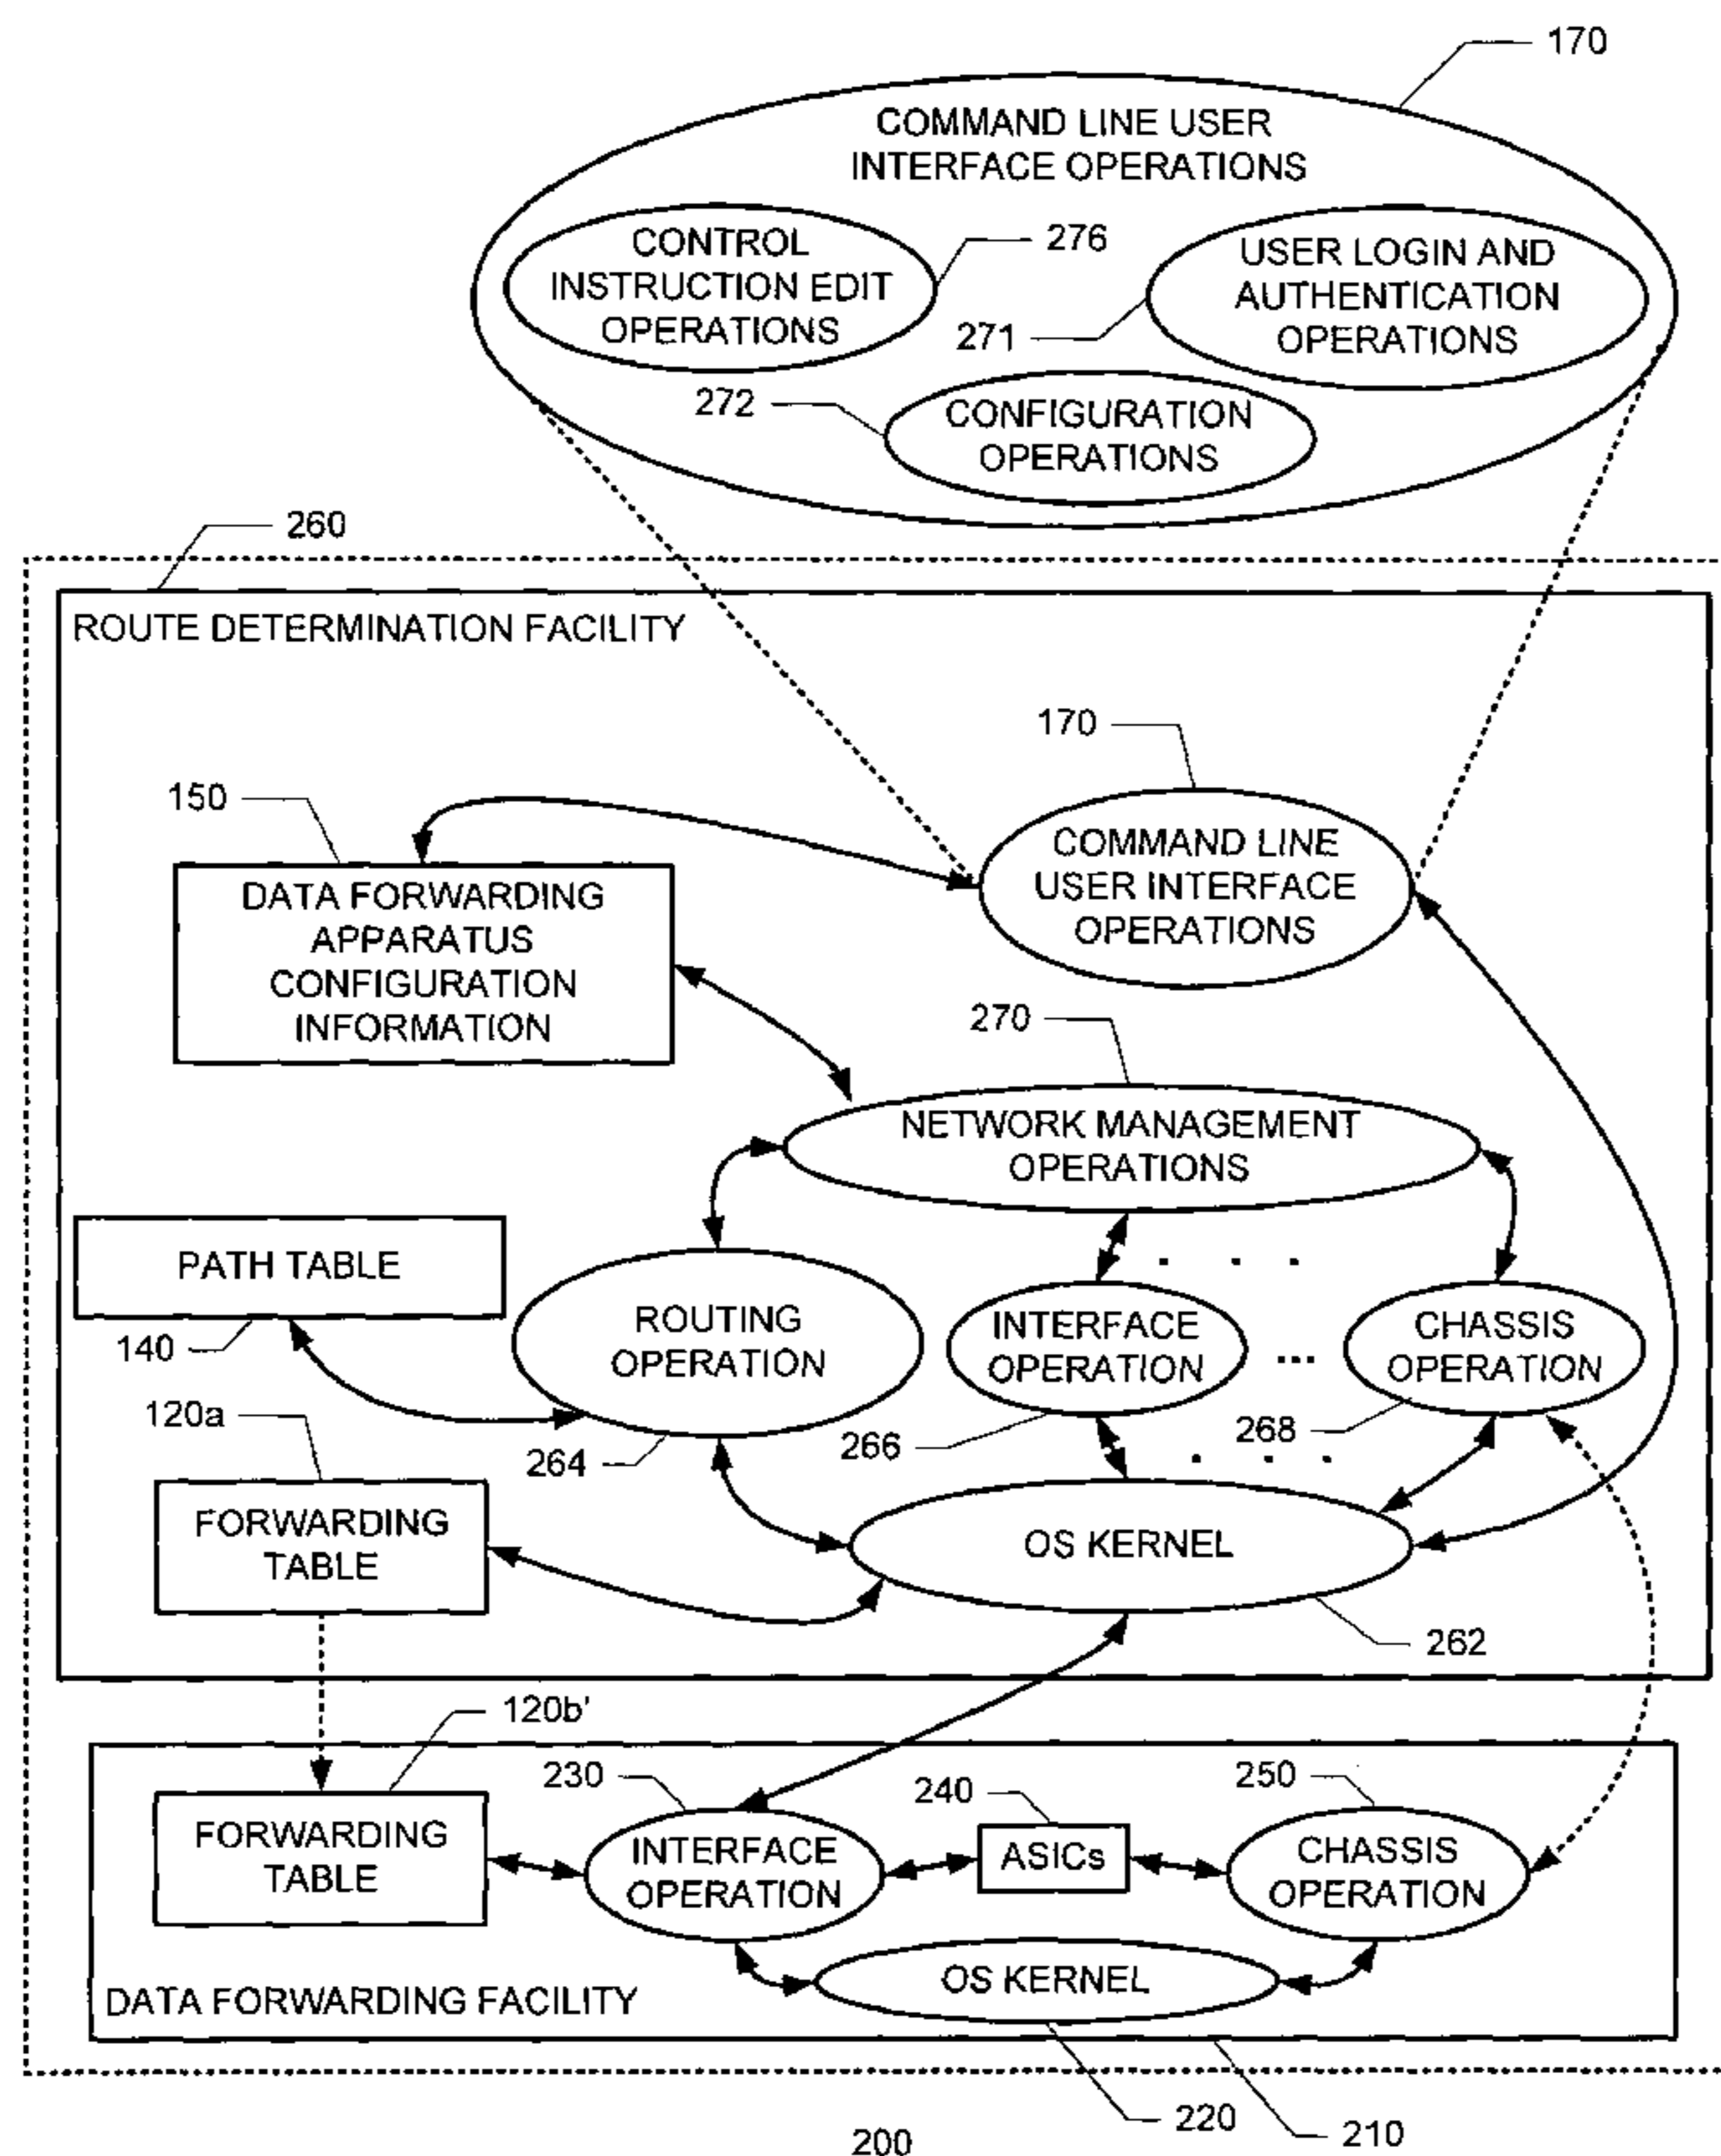 170
COMMAND LINE USER
INTERFACE OPERATIONS
CONTROL
INSTRUCTION EDIT
OPERATIONS
276
USER LOGIN AND
AUTHENTICATION
OPERATIONS
271
272
CONFIGURATION
OPERATIONS
260
ROUTE DETERMINATION FACILITY
170
150
COMMAND LINE
USER INTERFACE
OPERATIONS
DATA FORWARDING
APPARATUS
CONFIGURATION
INFORMATION
270
NETWORK MANAGEMENT
OPERATIONS
. . .
PATH TABLE
140
ROUTING
OPERATION
INTERFACE
OPERATION
...
CHASSIS
OPERATION
120a
264
266
268
. . .
FORWARDING
TABLE
OS KERNEL
262
120b'
230
240
250
FORWARDING
TABLE
INTERFACE
OPERATION
ASICs
CHASSIS
OPERATION
OS KERNEL
DATA FORWARDING FACILITY
220
210
200